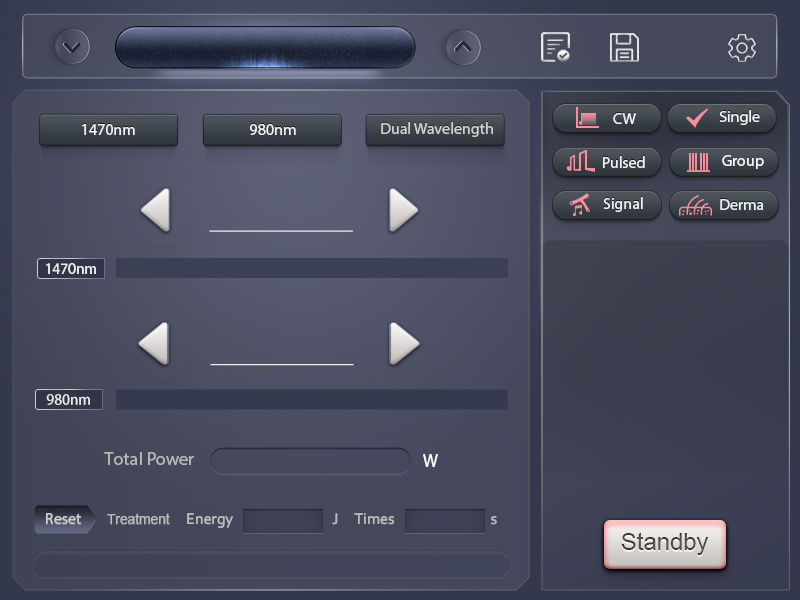 1470nm 980nm Dual Wavelength
CW Single
Pulsed Group
Signal Derma
1470nm
980nm
Total Power W
Reset Treatment Energy J Times s
Standby